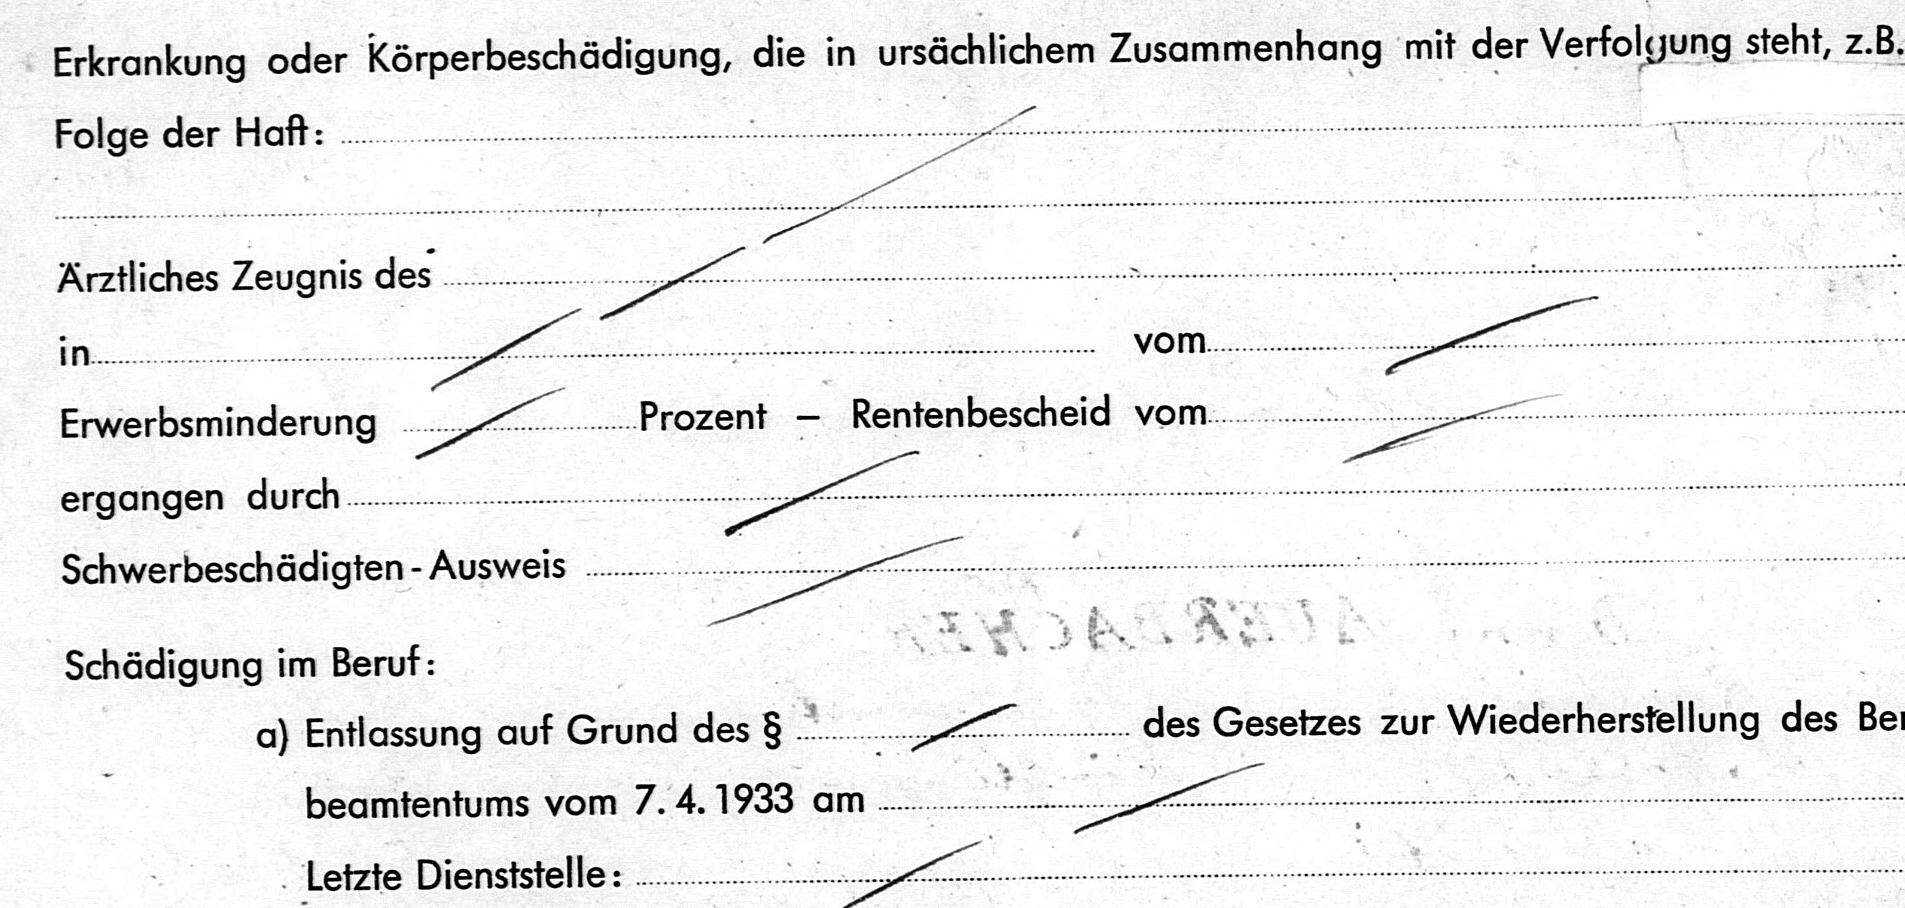 Erkrankung oder Körperbeschädigung, die in ursächlichem Zusammenhang mit der Verfolgung steht, z.B.
Folge der Haft:
Ärztliches Zeugnis des
in vom
Erwerbsminderung Prozent – Rentenbescheid vom
ergangen durch
Schwerbeschädigten-Ausweis
AUERBACHER
Schädigung im Beruf:
a) Entlassung auf Grund des § des Gesetzes zur Wiederherstellung des Ber
beamtentums vom 7.4.1933 am
Letzte Dienststelle: